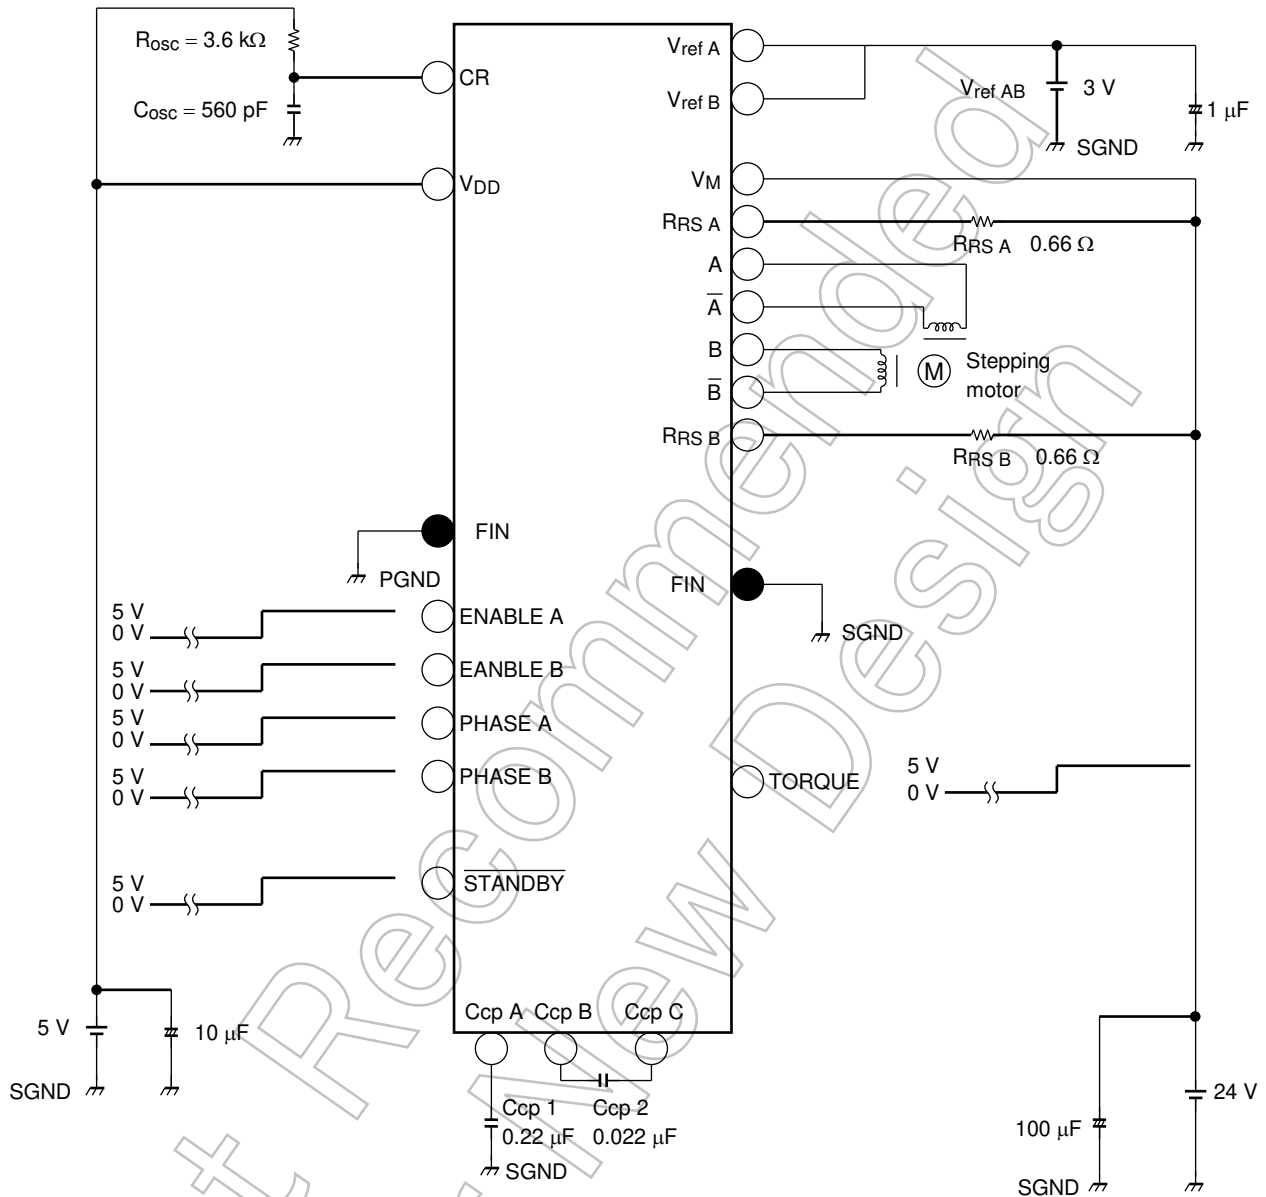 Rosc = 3.6 kΩ
Cosc = 560 pF
CR
VDD
Vref A
Vref B
Vref AB
3 V
1 μF
SGND
VM
RRS A
RRS A 0.66 Ω
A
A̅
B
B̅
M
Stepping
motor
RRS B
RRS B 0.66 Ω
FIN
PGND
FIN
SGND
5 V
0 V
ENABLE A
5 V
0 V
EANBLE B
5 V
0 V
PHASE A
5 V
0 V
PHASE B
TORQUE
5 V
0 V
5 V
0 V
STANDBY
5 V
10 μF
SGND
Ccp A Ccp B Ccp C
Ccp 1
0.22 μF
Ccp 2
0.022 μF
SGND
24 V
100 μF
SGND
t Recommended
New Design